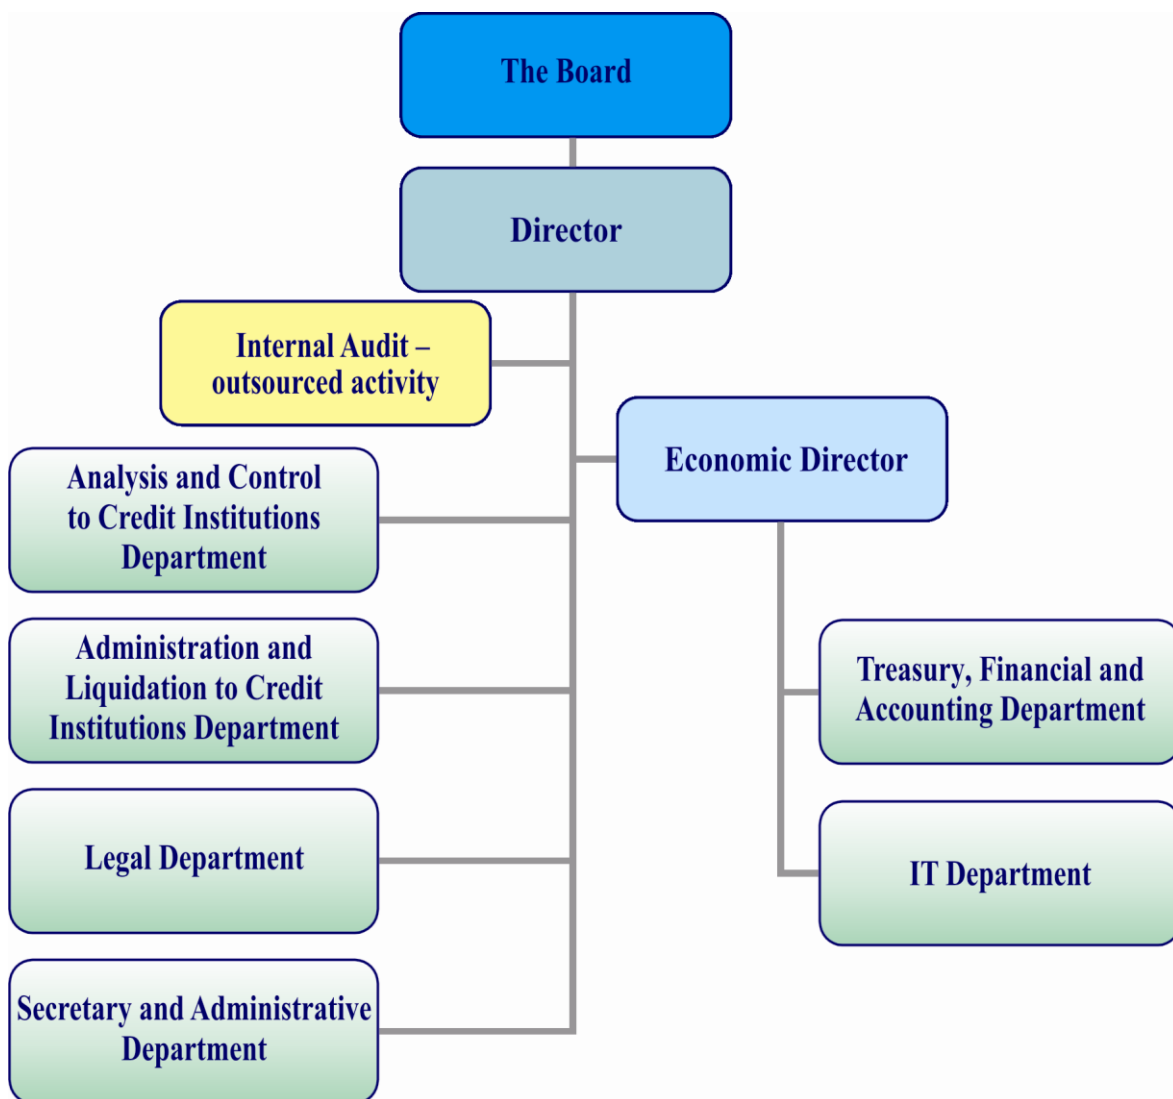 The Board
Director
Internal Audit –
outsourced activity
Economic Director
Analysis and Control
to Credit Institutions
Department
Administration and
Liquidation to Credit
Institutions Department
Treasury, Financial and
Accounting Department
Legal Department
IT Department
Secretary and Administrative
Department